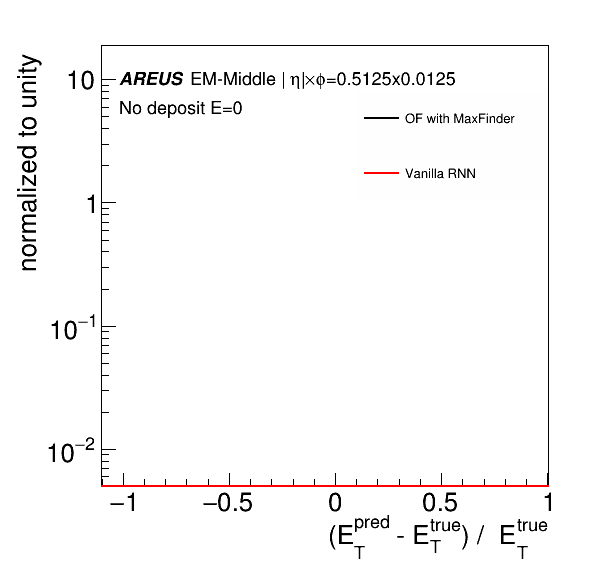 normalized to unity
10
AREUS EM-Middle | η|×ϕ=0.5125x0.0125
No deposit E=0
OF with MaxFinder
Vanilla RNN
1
10⁻¹
10⁻²
−1 −0.5 0 0.5 1
(E_T^pred - E_T^true) / E_T^true